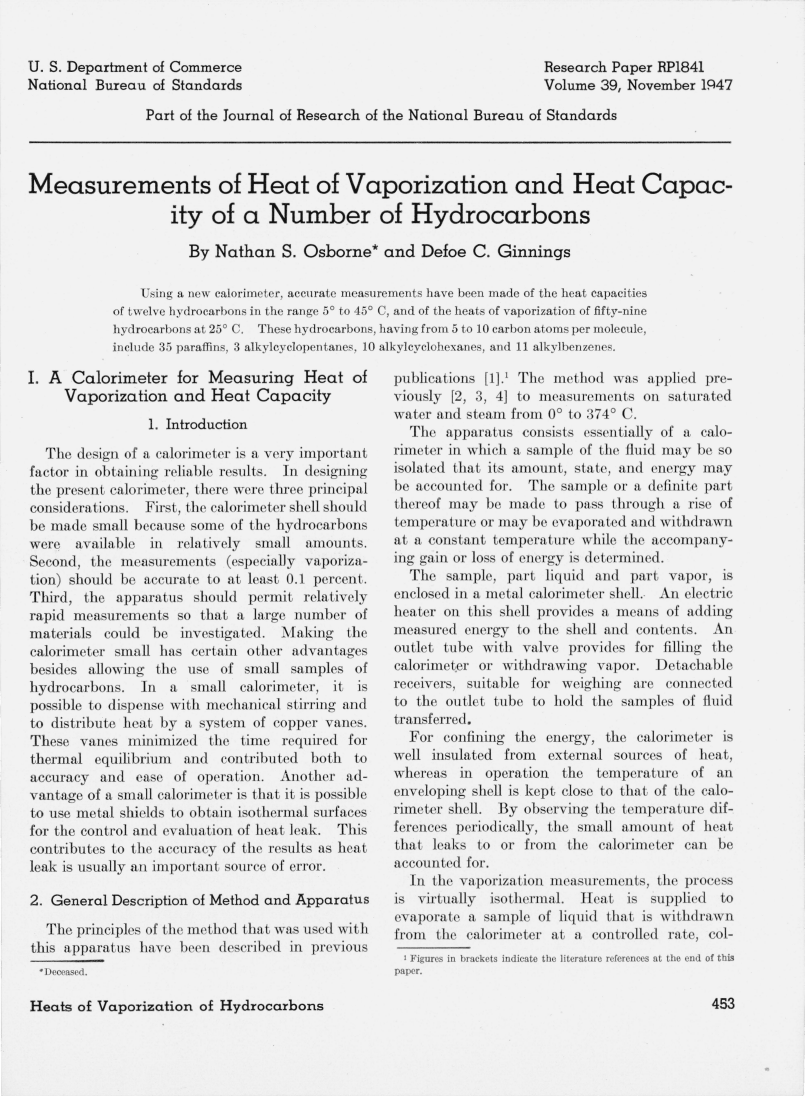 U. S. Department of Commerce
National Bureau of Standards
Research Paper RP1841
Volume 39, November 1947
Part of the Journal of Research of the National Bureau of Standards
Measurements of Heat of Vaporization and Heat Capac-
ity of a Number of Hydrocarbons
By Nathan S. Osborne* and Defoe C. Ginnings
Using a new calorimeter, accurate measurements have been made of the heat capacities
of twelve hydrocarbons in the range 5° to 45° C, and of the heats of vaporization of fifty-nine
hydrocarbons at 25° C. These hydrocarbons, having from 5 to 10 carbon atoms per molecule,
include 35 paraffins, 3 alkylcyclopentanes, 10 alkylcyclohexanes, and 11 alkylbenzenes.
I. A Calorimeter for Measuring Heat of
Vaporization and Heat Capacity
1. Introduction
The design of a calorimeter is a very important
factor in obtaining reliable results. In designing
the present calorimeter, there were three principal
considerations. First, the calorimeter shell should
be made small because some of the hydrocarbons
were available in relatively small amounts.
Second, the measurements (especially vaporiza-
tion) should be accurate to at least 0.1 percent.
Third, the apparatus should permit relatively
rapid measurements so that a large number of
materials could be investigated. Making the
calorimeter small has certain other advantages
besides allowing the use of small samples of
hydrocarbons. In a small calorimeter, it is
possible to dispense with mechanical stirring and
to distribute heat by a system of copper vanes.
These vanes minimized the time required for
thermal equilibrium and contributed both to
accuracy and ease of operation. Another ad-
vantage of a small calorimeter is that it is possible
to use metal shields to obtain isothermal surfaces
for the control and evaluation of heat leak. This
contributes to the accuracy of the results as heat
leak is usually an important source of error.
2. General Description of Method and Apparatus
The principles of the method that was used with
this apparatus have been described in previous
*Deceased.
publications [1].¹ The method was applied pre-
viously [2, 3, 4] to measurements on saturated
water and steam from 0° to 374° C.
The apparatus consists essentially of a calo-
rimeter in which a sample of the fluid may be so
isolated that its amount, state, and energy may
be accounted for. The sample or a definite part
thereof may be made to pass through a rise of
temperature or may be evaporated and withdrawn
at a constant temperature while the accompany-
ing gain or loss of energy is determined.
The sample, part liquid and part vapor, is
enclosed in a metal calorimeter shell. An electric
heater on this shell provides a means of adding
measured energy to the shell and contents. An
outlet tube with valve provides for filling the
calorimeter or withdrawing vapor. Detachable
receivers, suitable for weighing are connected
to the outlet tube to hold the samples of fluid
transferred.
For confining the energy, the calorimeter is
well insulated from external sources of heat,
whereas in operation the temperature of an
enveloping shell is kept close to that of the calo-
rimeter shell. By observing the temperature dif-
ferences periodically, the small amount of heat
that leaks to or from the calorimeter can be
accounted for.
In the vaporization measurements, the process
is virtually isothermal. Heat is supplied to
evaporate a sample of liquid that is withdrawn
from the calorimeter at a controlled rate, col-
¹ Figures in brackets indicate the literature references at the end of this
paper.
Heats of Vaporization of Hydrocarbons
453